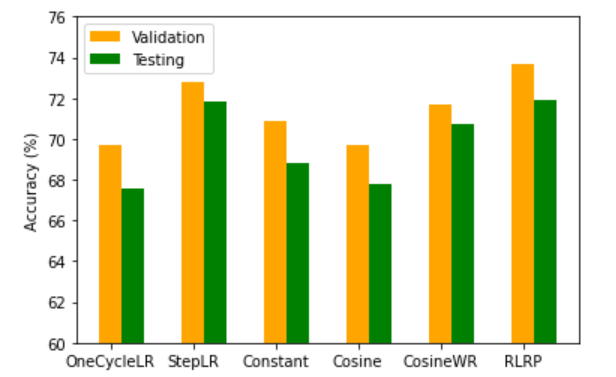 76
74
72
70
68
66
64
62
60
Accuracy (%)
Validation
Testing
OneCycleLR StepLR Constant Cosine CosineWR RLRP